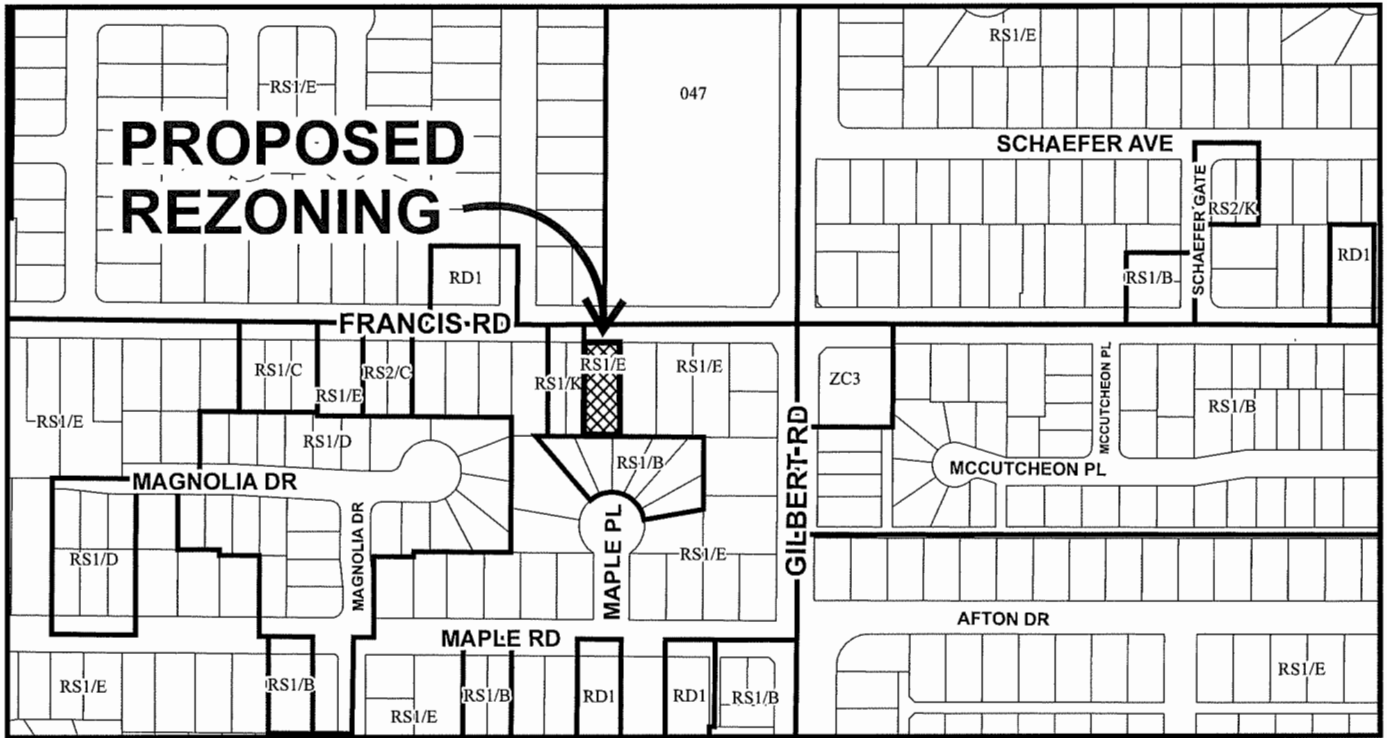 RS1/E
RS1/E
047
PROPOSED
REZONING
SCHAEFER AVE
SCHAEFER GATE
RS2/K
RS1/B
RD1
RD1
FRANCIS RD
RS1/C
RS1/E
RS2/C
RS1/K
RS1/E
RS1/E
RS1/E
RS1/D
ZC3
MCCUTCHEON PL
RS1/B
GILBERT RD
RS1/B
MAGNOLIA DR
MCCUTCHEON PL
RS1/D
MAGNOLIA DR
MAPLE PL
RS1/E
AFTON DR
MAPLE RD
RS1/E
RS1/B
RS1/E
RS1/B
RD1
RD1
RS1/B
RS1/E